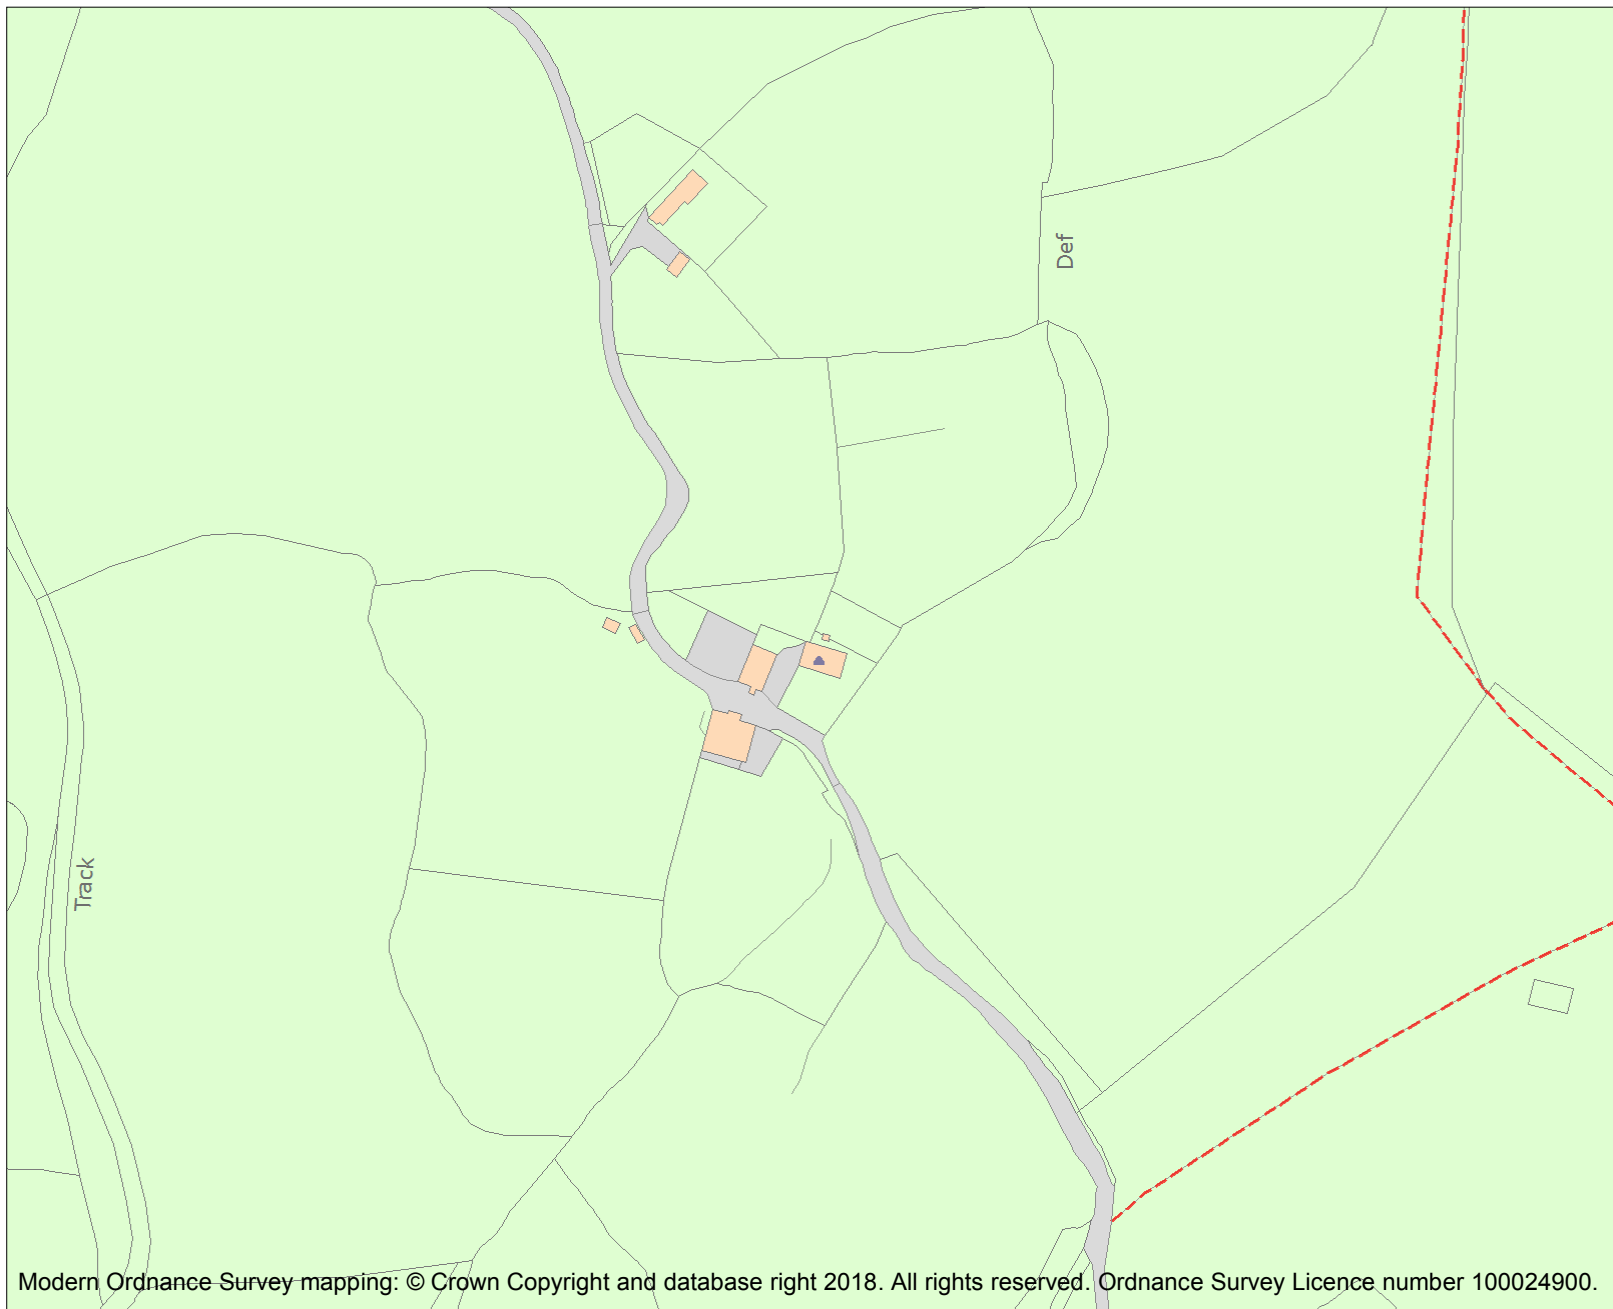 Def
Track
Modern Ordnance Survey mapping: © Crown Copyright and database right 2018. All rights reserved. Ordnance Survey Licence number 100024900.